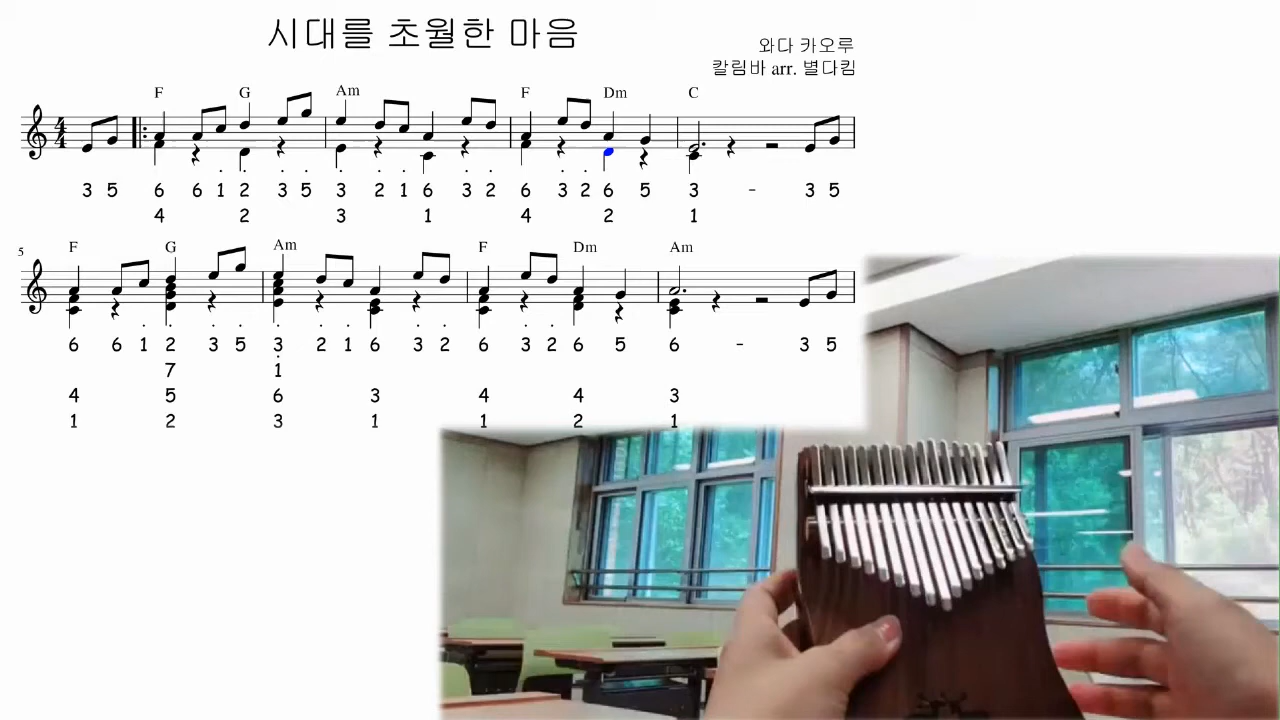 시대를 초월한 마음
와다 카오루
칼림바 arr. 별다킴
F G Am F Dm C
3 5 6 6 1 2 3 5 3 2 1 6 3 2 6 3 2 6 5 3 - 3 5
4 2 3 1 4 2 1
5 F G Am F Dm Am
6 6 1 2 3 5 3 2 1 6 3 2 6 3 2 6 5 6 - 3 5
7 1
4 5 6 3 4 4 3
1 2 3 1 1 2 1